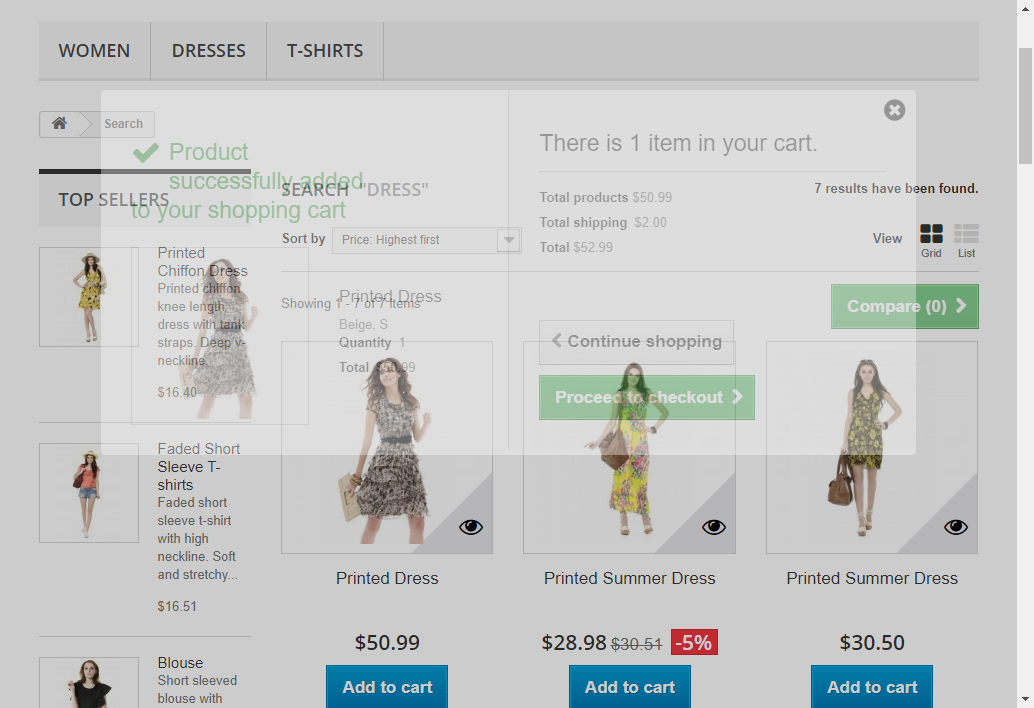 WOMEN
DRESSES
T-SHIRTS
Search
There is 1 item in your cart.
Product
successfully added
to your shopping cart
Total products $50.99
Total shipping $2.00
Total $52.99
Printed Dress
Beige, S
Quantity 1
Total $50.99
Continue shopping
Proceed to checkout
TOP SELLERS
SEARCH "DRESS"
7 results have been found.
Sort by
Price: Highest first
View
Grid
List
Showing 1 - 7 of 7 items
Compare (0)
Printed
Chiffon Dress
Printed chiffon
knee length
dress with tank
straps. Deep v-
neckline.
$16.40
Faded Short
Sleeve T-
shirts
Faded short
sleeve t-shirt
with high
neckline. Soft
and stretchy...
$16.51
Blouse
Short sleeved
blouse with
Printed Dress
$50.99
Add to cart
Printed Summer Dress
$28.98 $30.51 -5%
Add to cart
Printed Summer Dress
$30.50
Add to cart